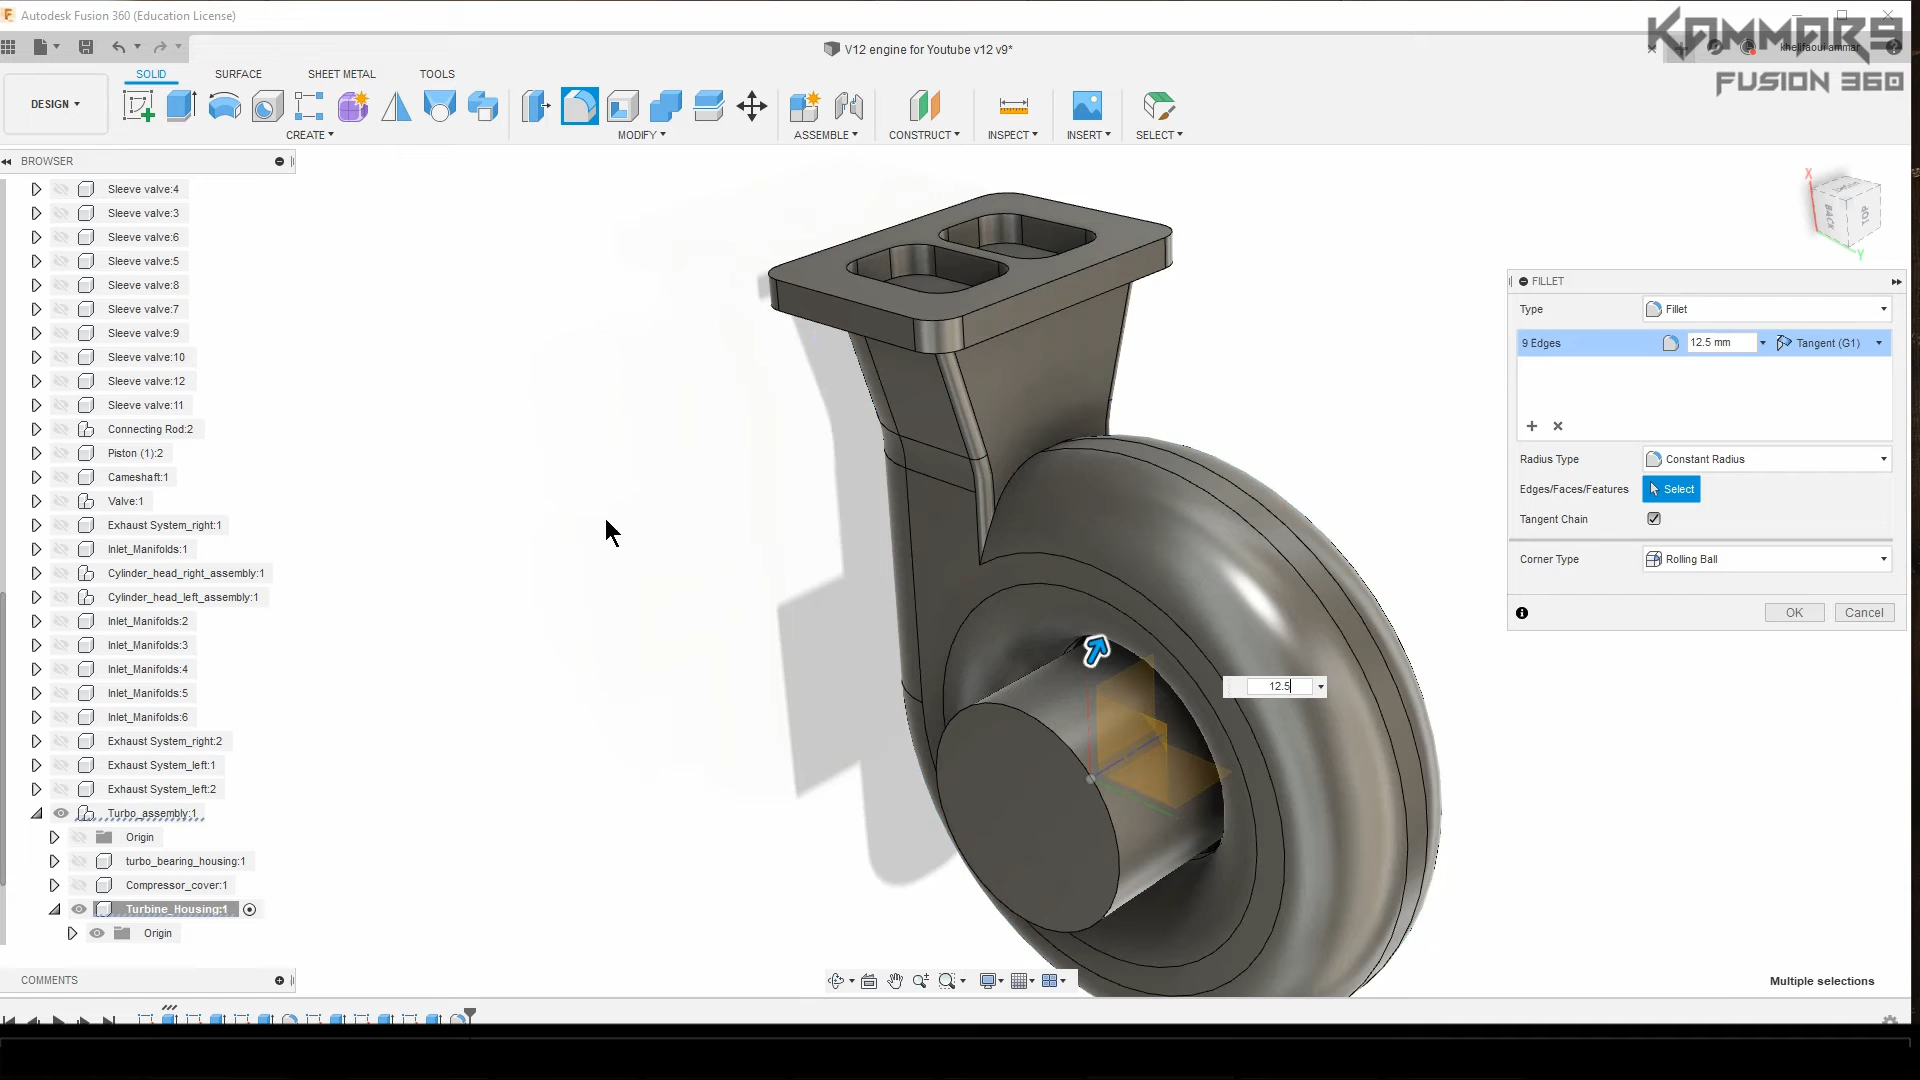 Autodesk Fusion 360 (Education License)
KAMMARS
FUSION 360
V12 engine for Youtube v12 v9*
khelifaoui ammar
DESIGN
SOLID
SURFACE
SHEET METAL
TOOLS
CREATE
MODIFY
ASSEMBLE
CONSTRUCT
INSPECT
INSERT
SELECT
BROWSER
Sleeve valve:4
Sleeve valve:3
Sleeve valve:6
Sleeve valve:5
Sleeve valve:8
Sleeve valve:7
Sleeve valve:9
Sleeve valve:10
Sleeve valve:12
Sleeve valve:11
Connecting Rod:2
Piston (1):2
Cameshaft:1
Valve:1
Exhaust System_right:1
Inlet_Manifolds:1
Cylinder_head_right_assembly:1
Cylinder_head_left_assembly:1
Inlet_Manifolds:2
Inlet_Manifolds:3
Inlet_Manifolds:4
Inlet_Manifolds:5
Inlet_Manifolds:6
Exhaust System_right:2
Exhaust System_left:1
Exhaust System_left:2
Turbo_assembly:1
Origin
turbo_bearing_housing:1
Compressor_cover:1
Turbine_Housing:1
Origin
COMMENTS
X
BACK
TOP
Y
FILLET
Type
Fillet
9 Edges
12.5 mm
Tangent (G1)
Radius Type
Constant Radius
Edges/Faces/Features
Select
Tangent Chain
Corner Type
Rolling Ball
OK
Cancel
12.5
Multiple selections